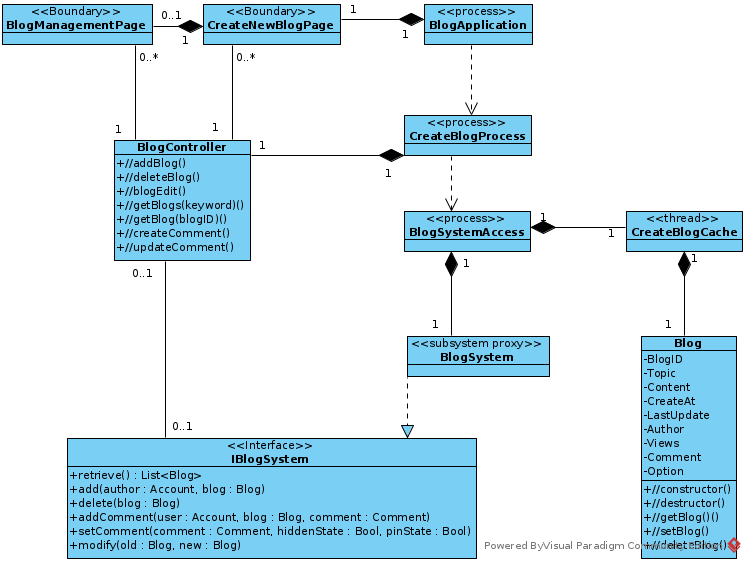 <<Boundary>>
BlogManagementPage
0..1
1
<<Boundary>>
CreateNewBlogPage
1
1
<<process>>
BlogApplication
0..*
0..*
1
1
<<process>>
CreateBlogProcess
1
1
BlogController
+//addBlog()
+//deleteBlog()
+//blogEdit()
+//getBlogs(keyword)()
+//getBlog(blogID)()
+//createComment()
+//updateComment()
<<process>>
BlogSystemAccess
1
1
<<thread>>
CreateBlogCache
0..1
1
1
1
1
<<subsystem proxy>>
BlogSystem
Blog
-BlogID
-Topic
-Content
-CreateAt
-LastUpdate
-Author
-Views
-Comment
-Option
+//constructor()
+//destructor()
+//getBlog()()
+//setBlog()
+//deleteBlog()()
0..1
<<Interface>>
IBlogSystem
+retrieve() : List<Blog>
+add(author : Account, blog : Blog)
+delete(blog : Blog)
+addComment(user : Account, blog : Blog, comment : Comment)
+setComment(comment : Comment, hiddenState : Bool, pinState : Bool)
+modify(old : Blog, new : Blog)
Powered ByVisual Paradigm Community Edition